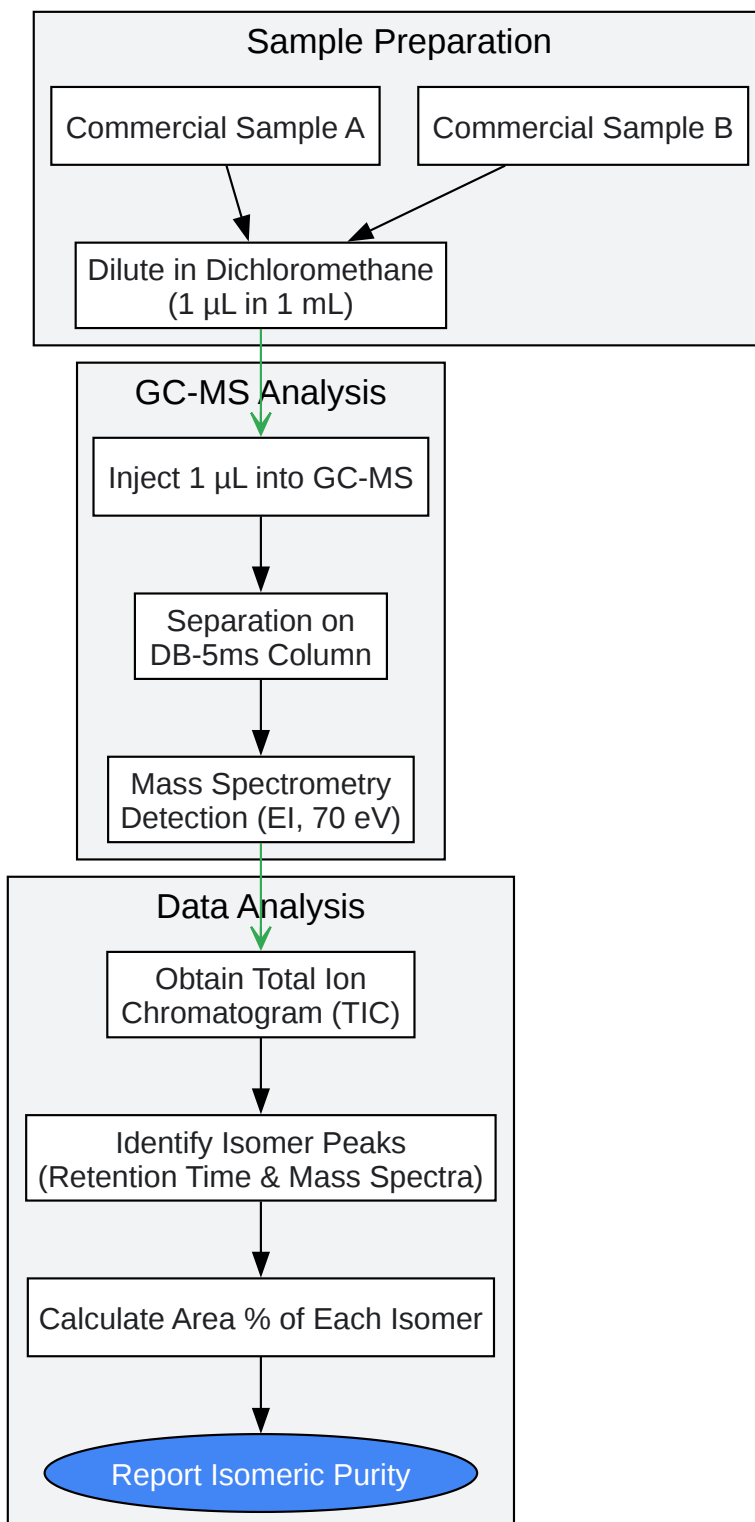 Sample Preparation
Commercial Sample A
Commercial Sample B
Dilute in Dichloromethane
(1 µL in 1 mL)
GC-MS Analysis
Inject 1 µL into GC-MS
Separation on
DB-5ms Column
Mass Spectrometry
Detection (EI, 70 eV)
Data Analysis
Obtain Total Ion
Chromatogram (TIC)
Identify Isomer Peaks
(Retention Time & Mass Spectra)
Calculate Area % of Each Isomer
Report Isomeric Purity